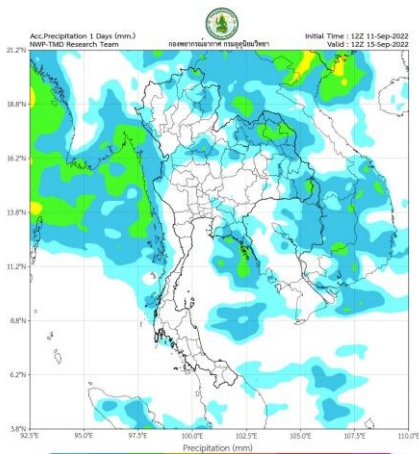 Acc.Precipitation 1 Days (mm.)
Initial Time : 12Z 11-Sep-2022
NWP-TMD Research Team
กองพยากรณ์อากาศ กรมอุตุนิยมวิทยา
Valid : 12Z 15-Sep-2022
21.2°N
18.8°N
16.2°N
13.8°N
11.2°N
8.8°N
6.2°N
3.8°N
92.5°E 95.0°E 97.5°E 100.0°E 102.5°E 105.0°E 107.5°E 110.0°E
Precipitation (mm)